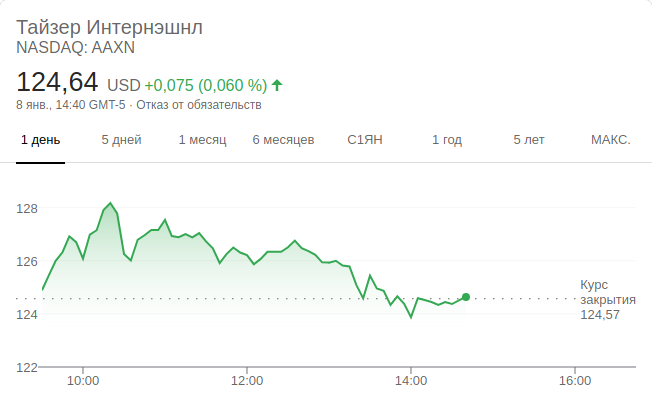 Тайзер Интернэшнл
NASDAQ: AAXN
124,64 USD +0,075 (0,060 %)
8 янв., 14:40 GMT-5 · Отказ от обязательств
1 день 5 дней 1 месяц 6 месяцев С1ЯН 1 год 5 лет МАКС.
128
126
Курс
закрытия
124,57
124
122
10:00 12:00 14:00 16:00